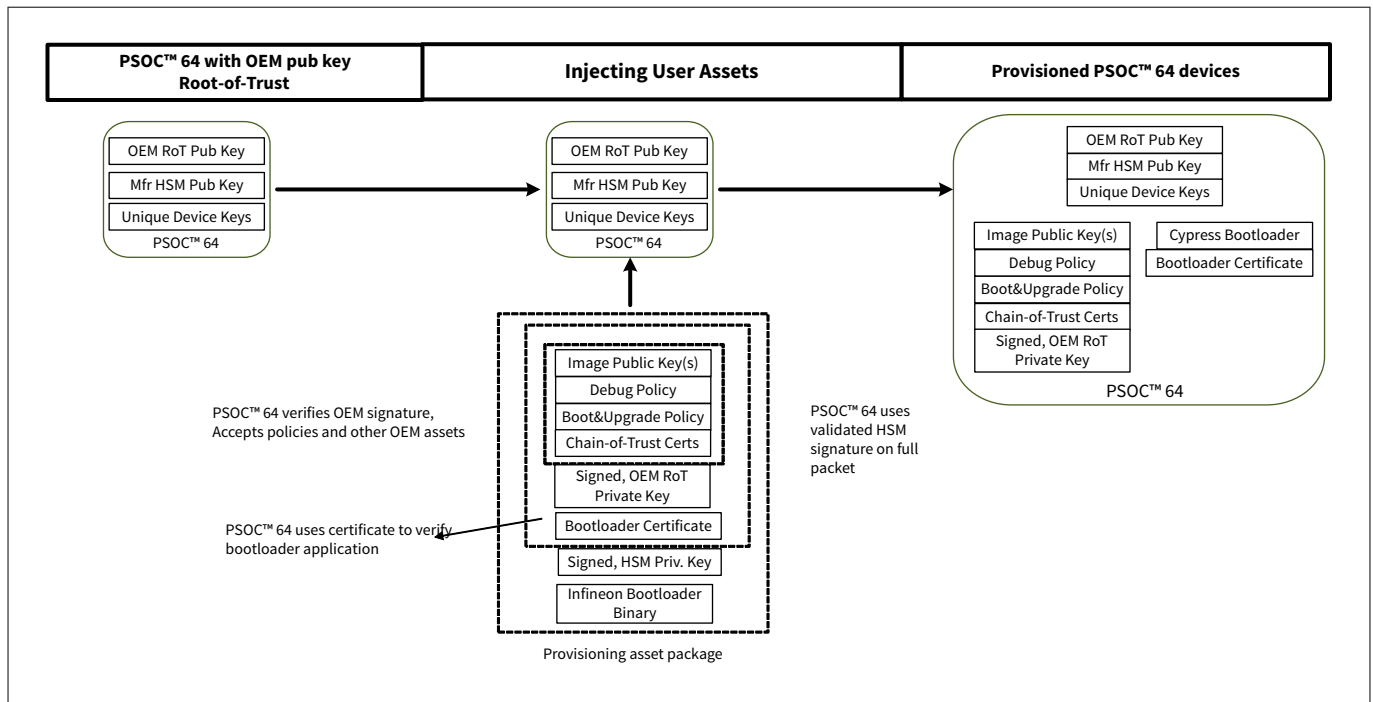 PSOC™ 64 with OEM pub key
Root-of-Trust
Injecting User Assets
Provisioned PSOC™ 64 devices
OEM RoT Pub Key
Mfr HSM Pub Key
Unique Device Keys
PSOC™ 64
OEM RoT Pub Key
Mfr HSM Pub Key
Unique Device Keys
PSOC™ 64
OEM RoT Pub Key
Mfr HSM Pub Key
Unique Device Keys
Image Public Key(s)
Debug Policy
Boot&Upgrade Policy
Chain-of-Trust Certs
Signed, OEM RoT
Private Key
Cypress Bootloader
Bootloader Certificate
PSOC™ 64
PSOC™ 64 verifies OEM signature,
Accepts policies and other OEM assets
PSOC™ 64 uses certificate to verify
bootloader application
Image Public Key(s)
Debug Policy
Boot&Upgrade Policy
Chain-of-Trust Certs
Signed, OEM RoT
Private Key
Bootloader Certificate
Signed, HSM Priv. Key
Infineon Bootloader
Binary
Provisioning asset package
PSOC™ 64 uses
validated HSM
signature on full
packet